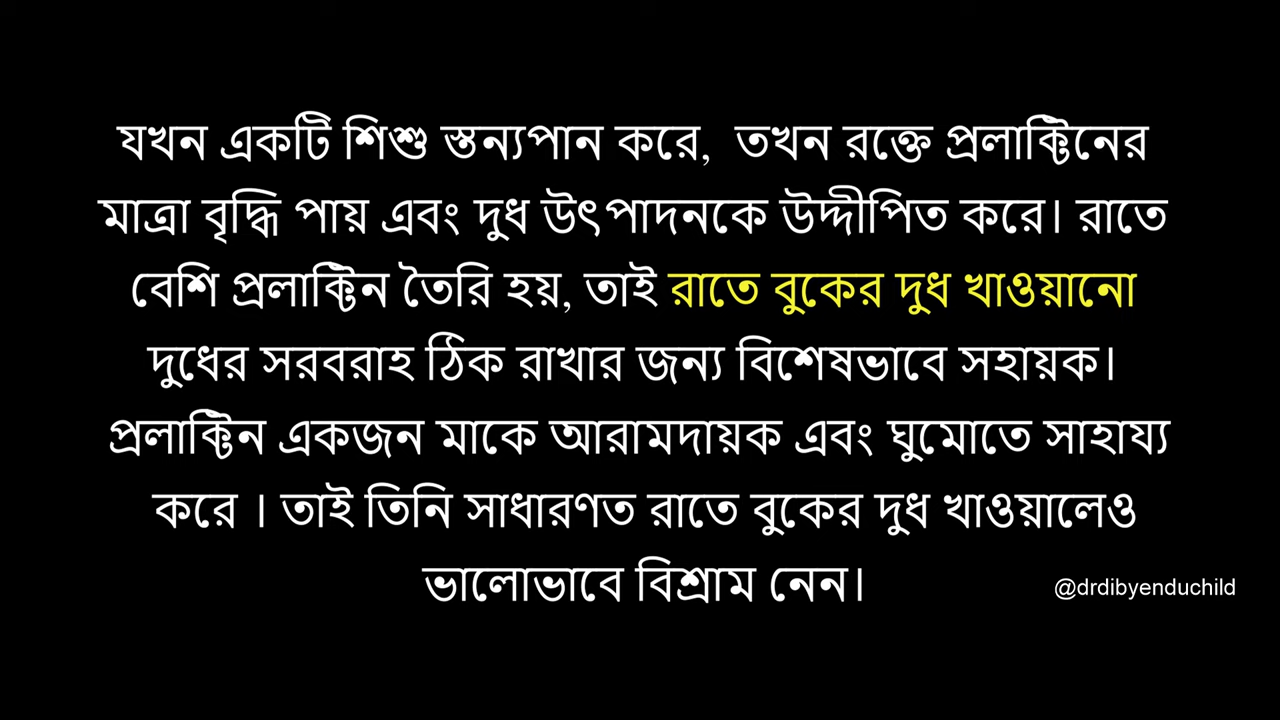 যখন একটি শিশু স্তন্যপান করে,  তখন রক্তে প্রলাক্টিনের
মাত্রা বৃদ্ধি পায় এবং দুধ উৎপাদনকে উদ্দীপিত করে। রাতে
বেশি প্রলাক্টিন তৈরি হয়, তাই রাতে বুকের দুধ খাওয়ানো
দুধের সরবরাহ ঠিক রাখার জন্য বিশেষভাবে সহায়ক।
প্রলাক্টিন একজন মাকে আরামদায়ক এবং ঘুমোতে সাহায্য
করে । তাই তিনি সাধারণত রাতে বুকের দুধ খাওয়ালেও
ভালোভাবে বিশ্রাম নেন।
@drdibyenduchild